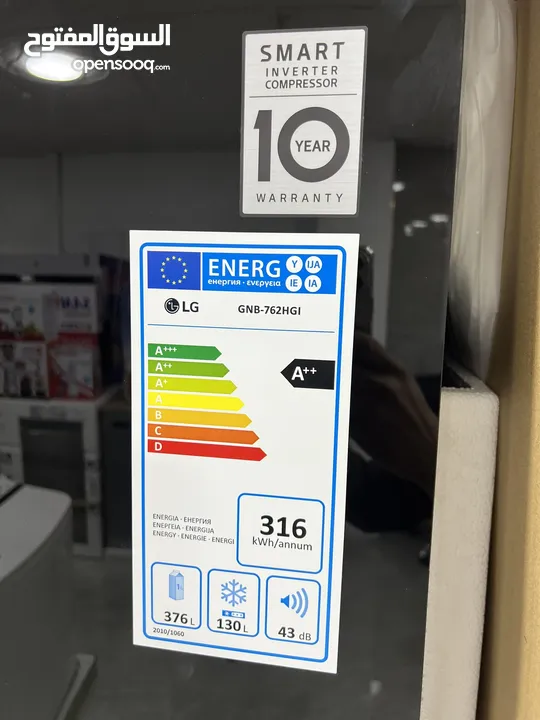 السوق المفتوح
opensooq.com
SMART
INVERTER
COMPRESSOR
10 YEAR
WARRANTY
ENERG Y IJA IE IA
енергия · ενεργεια
LG GNB-762HGI
A+++
A++
A+
A
B
C
D
A++
ENERGIA · ЕНЕРГИЯ
ΕΝΕΡΓΕΙΑ · ENERGIJA
ENERGY · ENERGIE · ENERGI
316
kWh/annum
376 L
130 L
43 dB
2010/1060